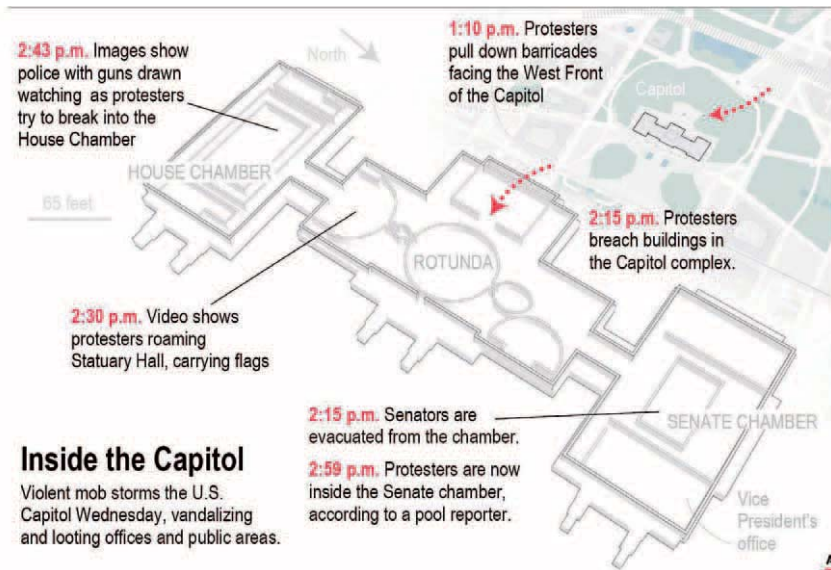 2:43 p.m. Images show
police with guns drawn
watching as protesters
try to break into the
House Chamber
North
1:10 p.m. Protesters
pull down barricades
facing the West Front
of the Capitol
Capitol
HOUSE CHAMBER
65 feet
2:15 p.m. Protesters
breach buildings in
the Capitol complex.
ROTUNDA
2:30 p.m. Video shows
protesters roaming
Statuary Hall, carrying flags
2:15 p.m. Senators are
evacuated from the chamber.
SENATE CHAMBER
2:59 p.m. Protesters are now
inside the Senate chamber,
according to a pool reporter.
Inside the Capitol
Violent mob storms the U.S.
Capitol Wednesday, vandalizing
and looting offices and public areas.
Vice
President's
office